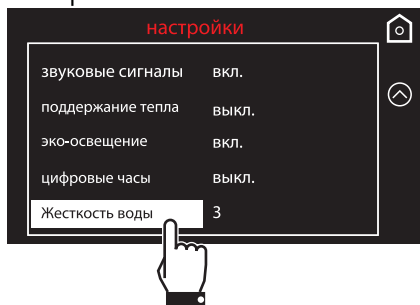 настройки
звуковые сигналы вкл.
поддержание тепла выкл.
эко-освещение вкл.
цифровые часы выкл.
Жесткость воды 3